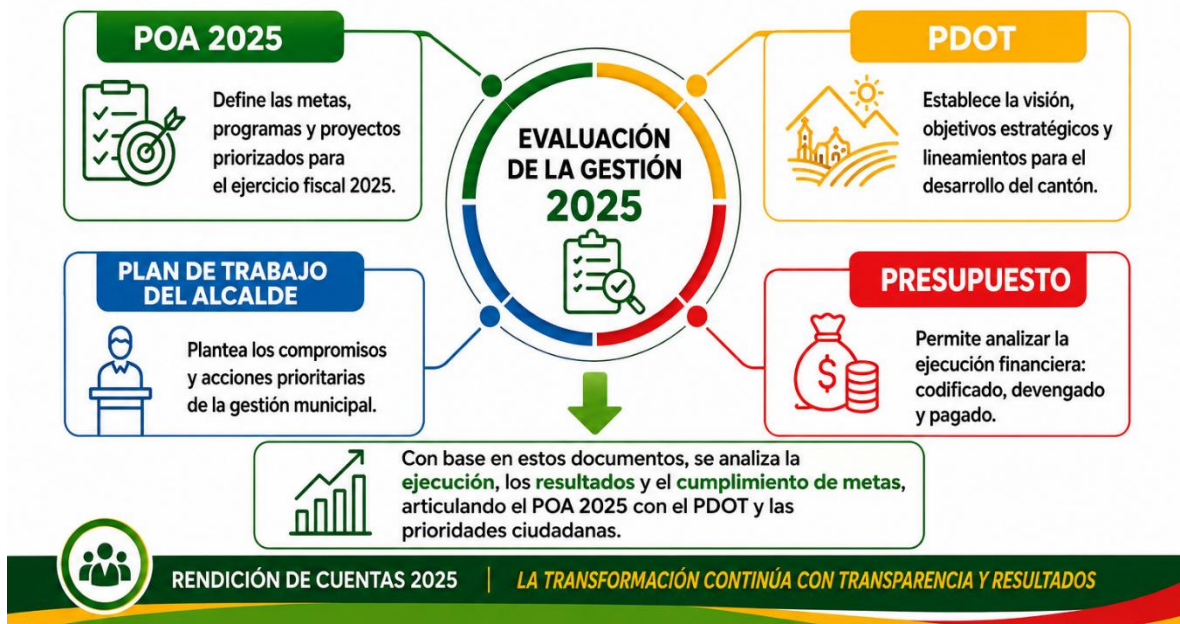 POA 2025
Define las metas,
programas y proyectos
priorizados para
el ejercicio fiscal 2025.
EVALUACIÓN
DE LA GESTIÓN
2025
PDOT
Establece la visión,
objetivos estratégicos y
lineamientos para el
desarrollo del cantón.
PLAN DE TRABAJO
DEL ALCALDE
Plantea los compromisos
y acciones prioritarias
de la gestión municipal.
PRESUPUESTO
$
Permite analizar la
ejecución financiera:
codificado, devengado
y pagado.
Con base en estos documentos, se analiza la
ejecución, los resultados y el cumplimiento de metas,
articulando el POA 2025 con el PDOT y las
prioridades ciudadanas.
RENDICIÓN DE CUENTAS 2025 | LA TRANSFORMACIÓN CONTINÚA CON TRANSPARENCIA Y RESULTADOS